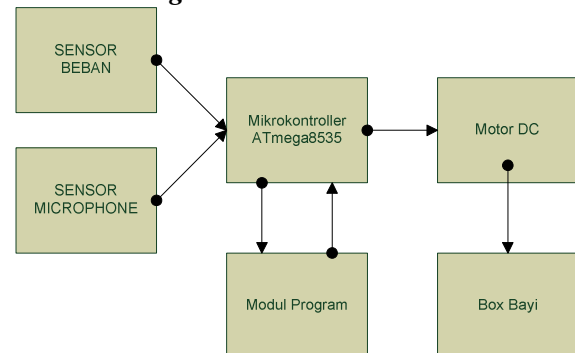 SENSOR
BEBAN
Mikrokontroller
ATmega8535
Motor DC
SENSOR
MICROPHONE
Modul Program
Box Bayi